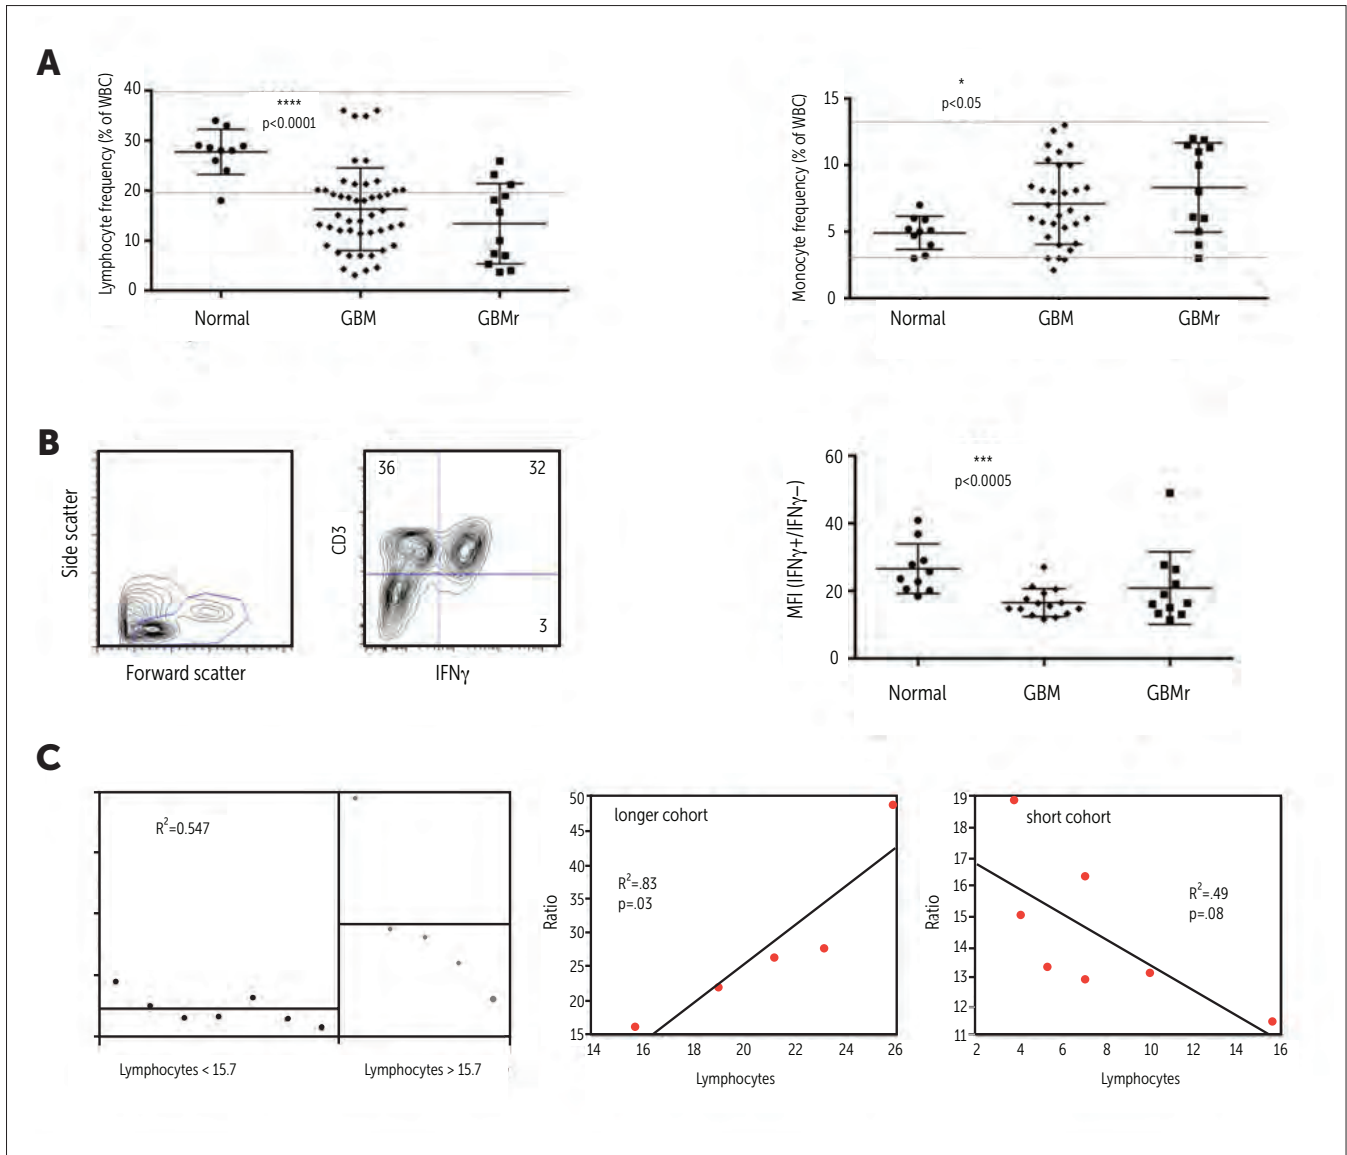 A
Lymphocyte frequency (% of WBC)
40
30
20
10
0
****
p<0.0001
Normal
GBM
GBMr
Monocyte frequency (% of WBC)
15
10
5
0
*
p<0.05
Normal
GBM
GBMr
B
Side scatter
Forward scatter
CD3
36
32
3
IFNγ
MFI (IFNγ+/IFNγ−)
60
40
20
0
***
p<0.0005
Normal
GBM
GBMr
C
R²=0.547
Lymphocytes < 15.7
Lymphocytes > 15.7
Ratio
50
45
40
35
30
25
20
15
longer cohort
R²=.83
p=.03
14 16 18 20 22 24 26
Lymphocytes
Ratio
19
18
17
16
15
14
13
12
11
short cohort
R²=.49
p=.08
2 4 6 8 10 12 14 16
Lymphocytes